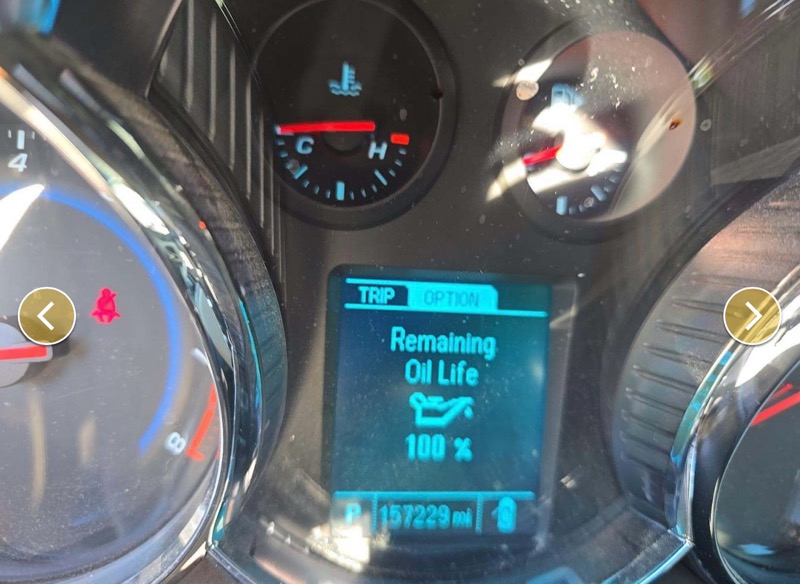 4
C
H
TRIP OPTION
Remaining
Oil Life
100 %
8
P 157229 mi